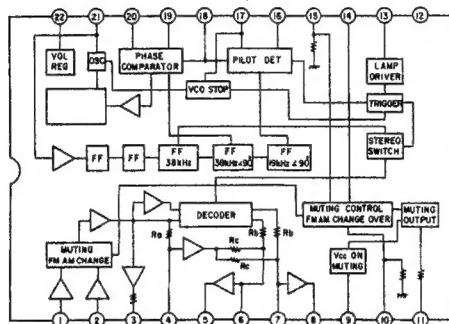 22 21 20 19 18 17 16 15 14 13 12
VOL REG
OSC
PHASE COMPARATOR
VCO STOP
PILOT DET
LAMP DRIVER
TRIGGER
STEREO SWITCH
FF
FF
FF 38kHz
FF 38kHz∠90°
FF 19kHz∠90°
DECODER
MUTING FM AM CHANGE
Ra
Rb
Rb
Rc
Rc
MUTING CONTROL FM AM CHANGE OVER
MUTING OUTPUT
Vcc ON MUTING
1 2 3 4 5 6 7 8 9 10 11